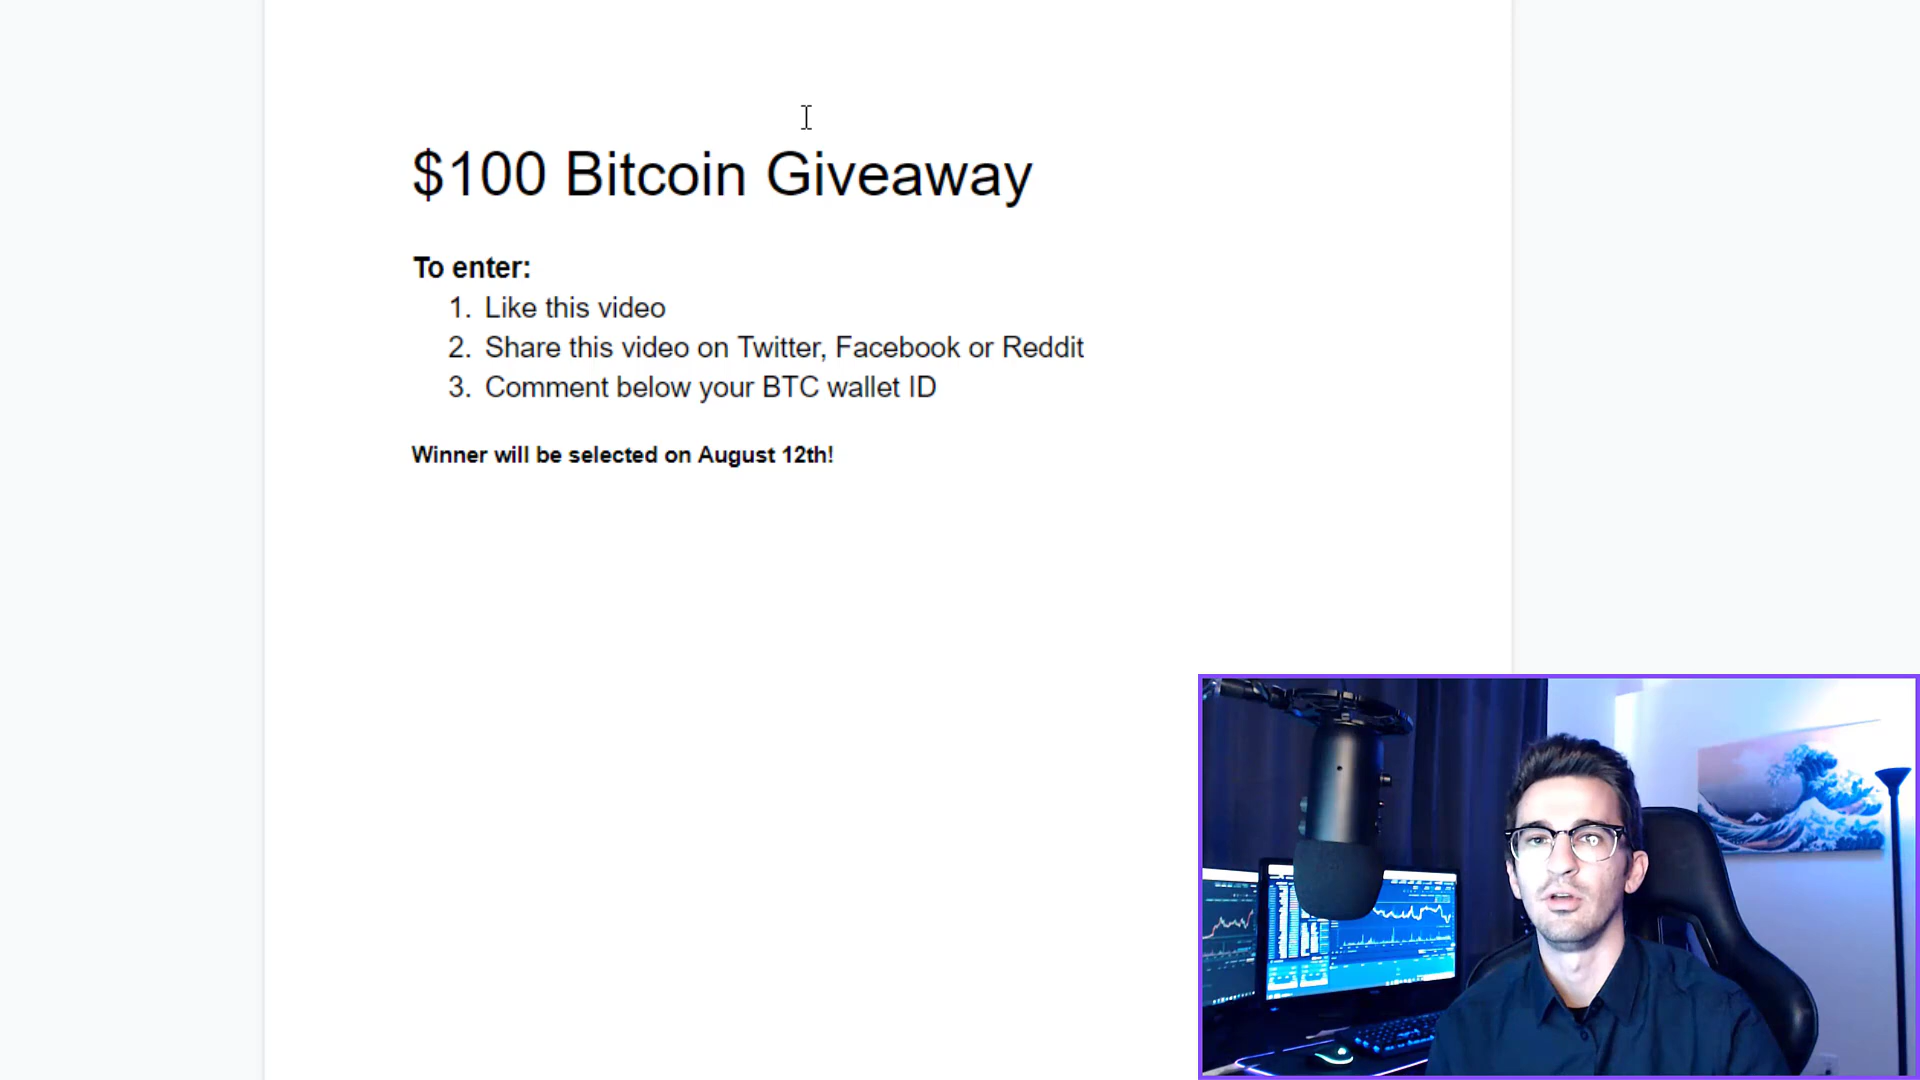 $100 Bitcoin Giveaway
To enter:
1. Like this video
2. Share this video on Twitter, Facebook or Reddit
3. Comment below your BTC wallet ID
Winner will be selected on August 12th!